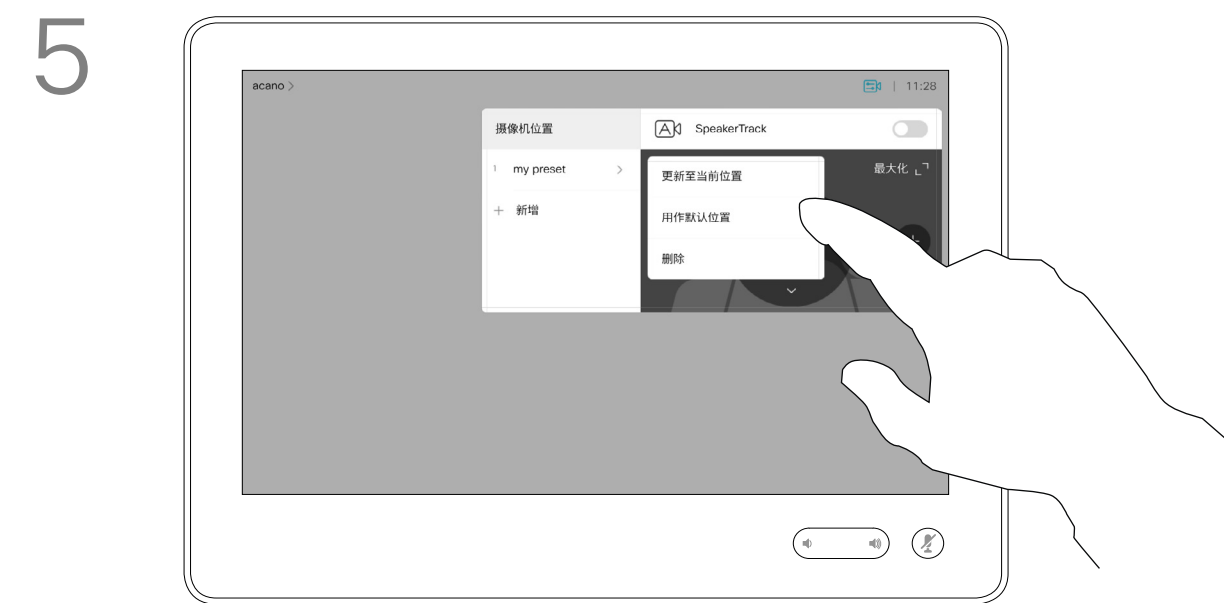 5
acano >
11:28
摄像机位置
SpeakerTrack
1 my preset
更新至当前位置
最大化
+ 新增
用作默认位置
删除